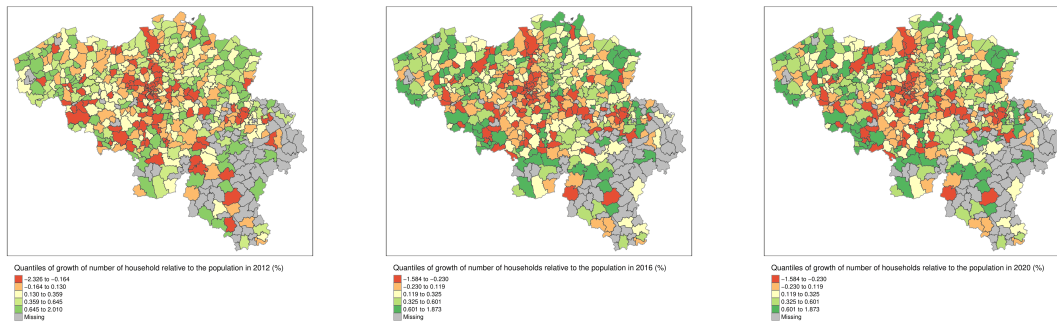 Quantiles of growth of number of household relative to the population in 2012 (%)
−2.326 to −0.164
−0.164 to 0.130
0.130 to 0.359
0.359 to 0.645
0.645 to 2.010
Missing
Quantiles of growth of number of households relative to the population in 2016 (%)
−1.584 to −0.230
−0.230 to 0.119
0.119 to 0.325
0.325 to 0.601
0.601 to 1.873
Missing
Quantiles of growth of number of households relative to the population in 2020 (%)
−1.584 to −0.230
−0.230 to 0.119
0.119 to 0.325
0.325 to 0.601
0.601 to 1.873
Missing